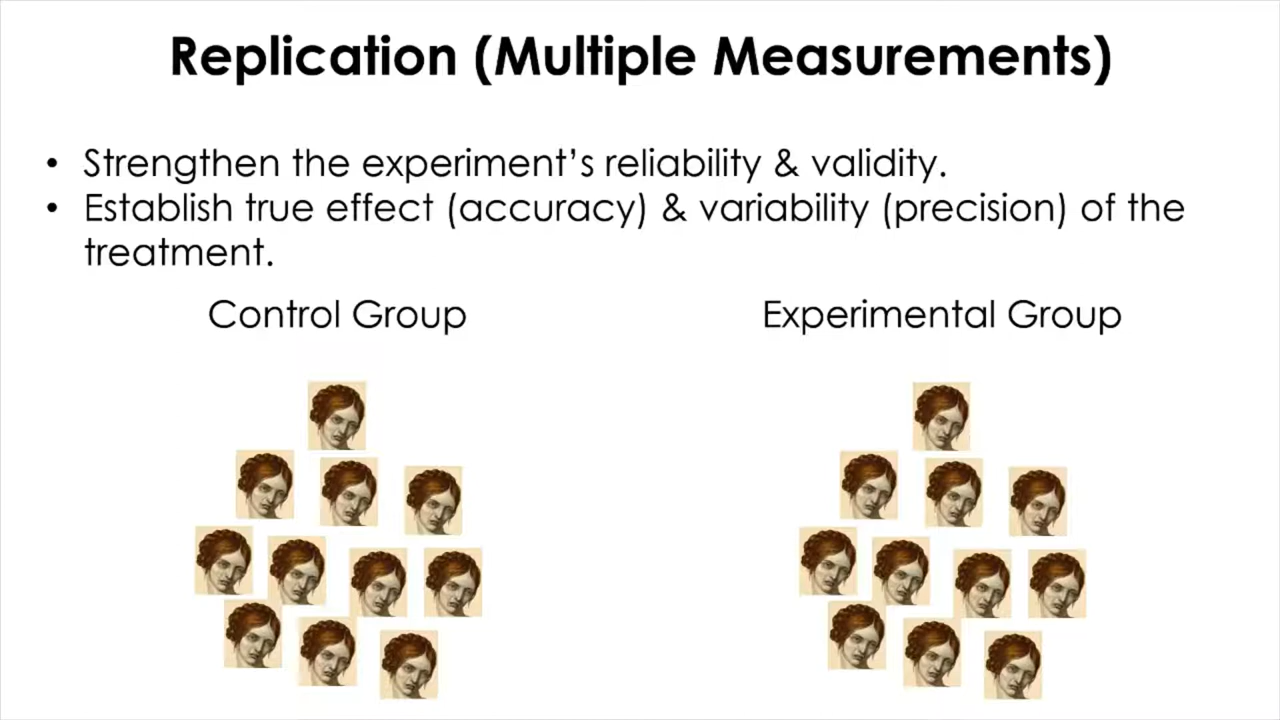 Replication (Multiple Measurements)
• Strengthen the experiment’s reliability & validity.
• Establish true effect (accuracy) & variability (precision) of the
treatment.
Control Group
Experimental Group